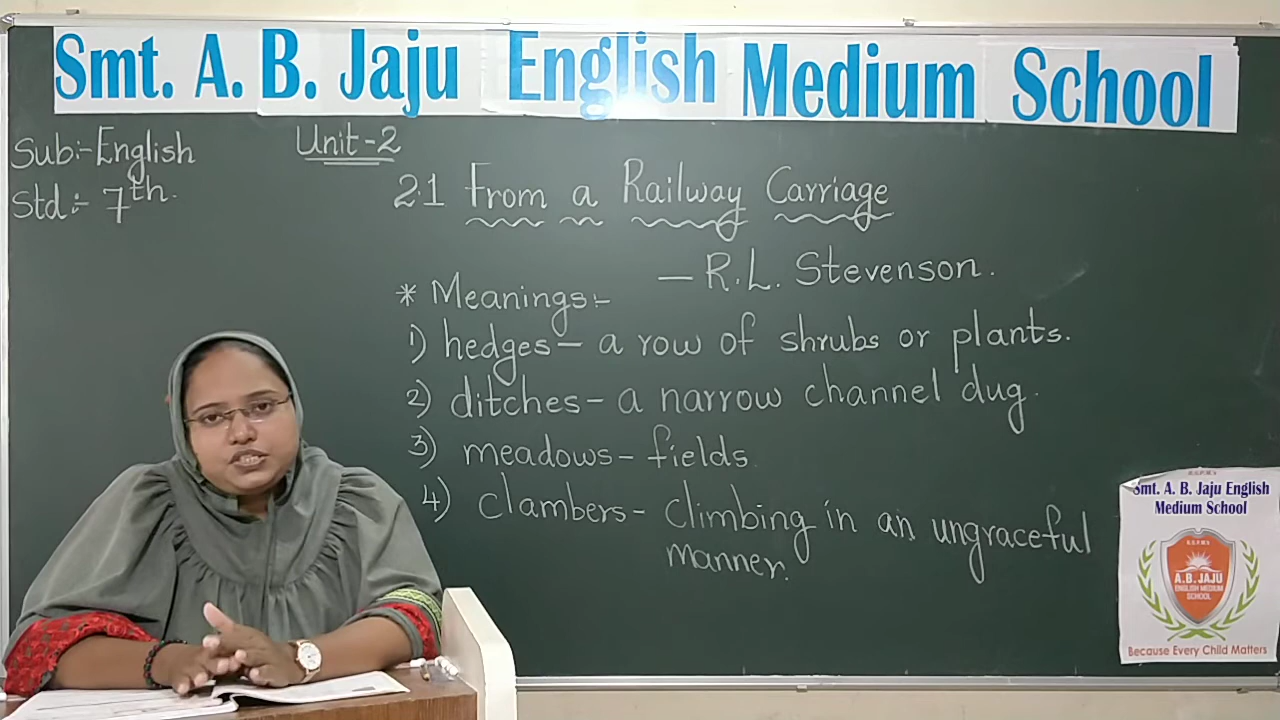 Smt. A. B. Jaju English Medium School
Sub:- English
Std:- 7th.
Unit-2
2.1 From a Railway Carriage
— R.L. Stevenson.
* Meanings:-
1) hedges - a row of shrubs or plants.
2) ditches - a narrow channel dug.
3) meadows - fields
4) clambers - climbing in an ungraceful
manner.
Smt. A. B. Jaju English
Medium School
A.B. JAJU
ENGLISH MEDIUM
SCHOOL
Because Every Child Matters